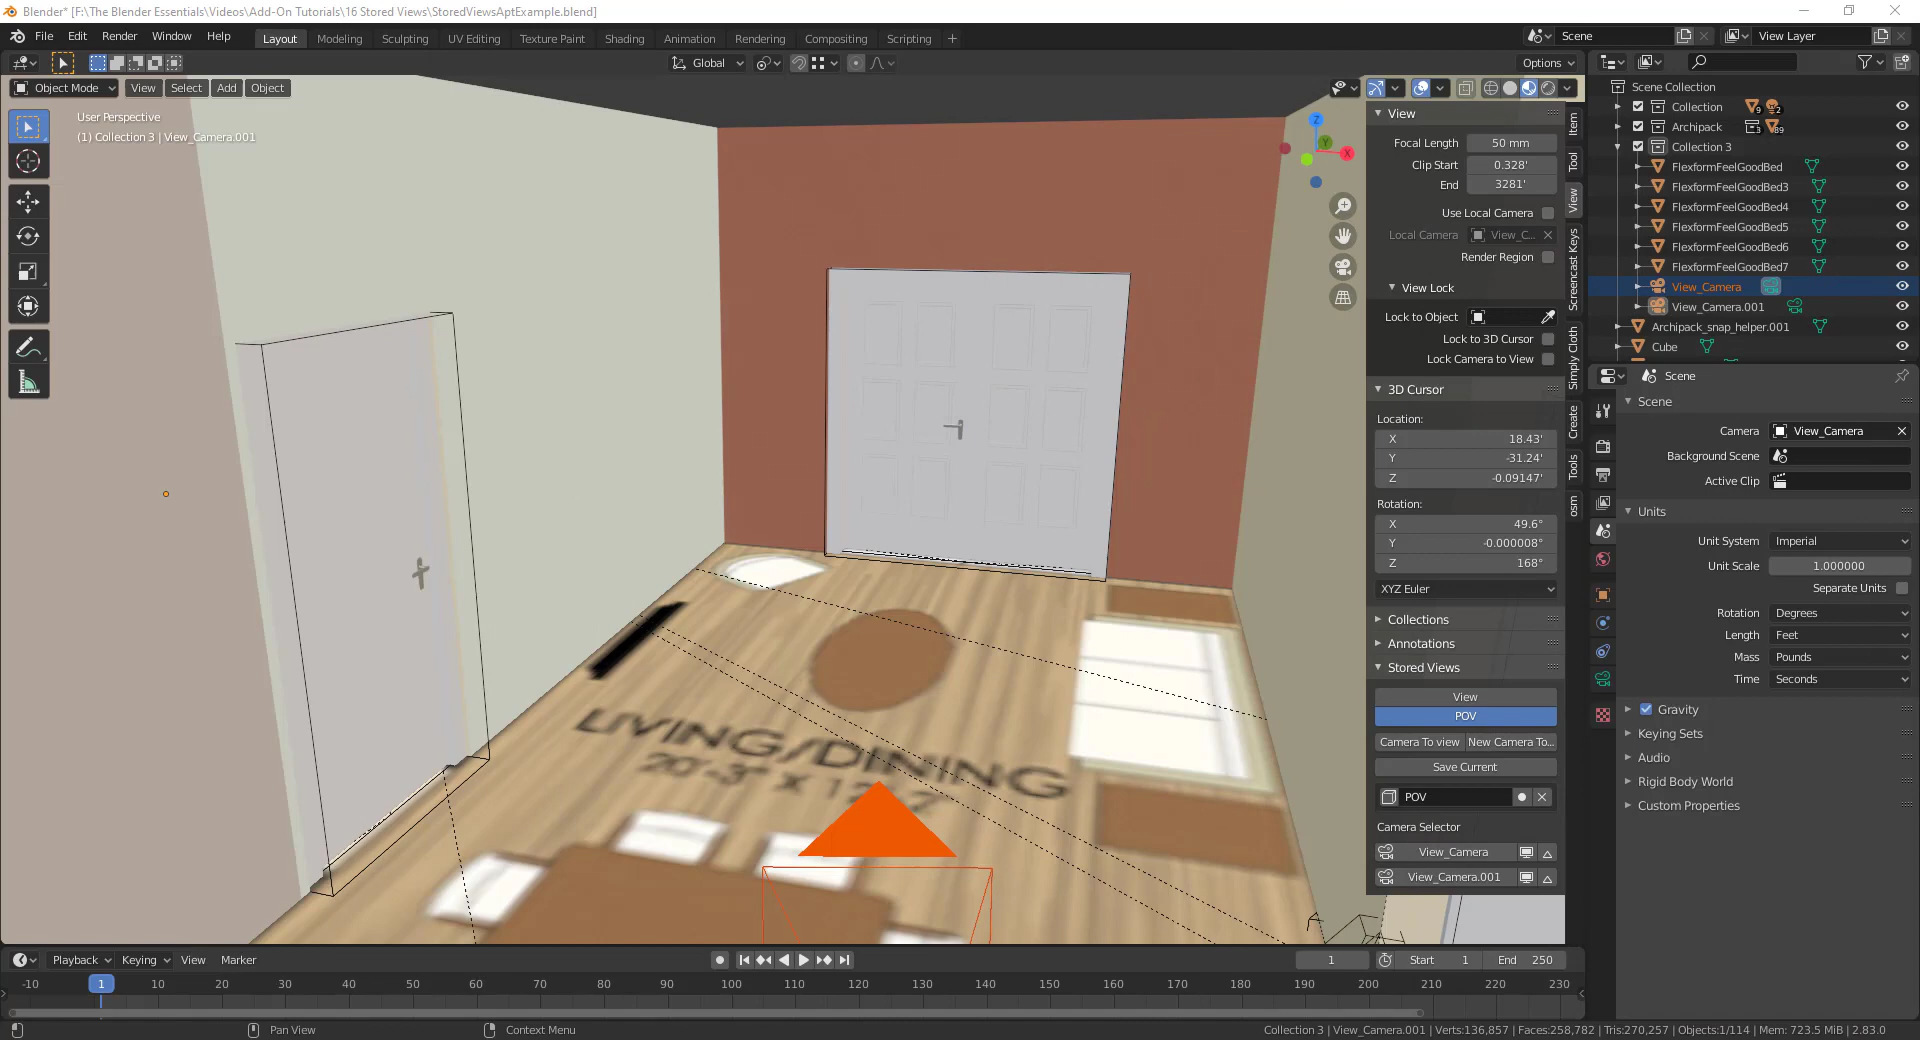 Blender* [F:\The Blender Essentials\Videos\Add-On Tutorials\16 Stored Views\StoredViewsAptExample.blend]
File Edit Render Window Help Layout Modeling Sculpting UV Editing Texture Paint Shading Animation Rendering Compositing Scripting + Scene View Layer
Global Options
Object Mode View Select Add Object
User Perspective
(1) Collection 3 | View_Camera.001
Z
Y
X
LIVING/DINING
View
Focal Length 50 mm
Clip Start 0.328'
End 3281'
Use Local Camera
Local Camera View_C...
Render Region
View Lock
Lock to Object
Lock to 3D Cursor
Lock Camera to View
3D Cursor
Location:
X 18.43'
Y -31.24'
Z -0.09147'
Rotation:
X 49.6°
Y -0.000008°
Z 168°
XYZ Euler
Collections
Annotations
Stored Views
View
POV
Camera To view New Camera To...
Save Current
POV
Camera Selector
View_Camera
View_Camera.001
Item
Tool
View
Screencast Keys
Simply Cloth
Create
Tools
osm
Scene Collection
Collection 9 2
Archipack 3 89
Collection 3
FlexformFeelGoodBed
FlexformFeelGoodBed3
FlexformFeelGoodBed4
FlexformFeelGoodBed5
FlexformFeelGoodBed6
FlexformFeelGoodBed7
View_Camera
View_Camera.001
Archipack_snap_helper.001
Cube
Scene
Scene
Camera View_Camera
Background Scene
Active Clip
Units
Unit System Imperial
Unit Scale 1.000000
Separate Units
Rotation Degrees
Length Feet
Mass Pounds
Time Seconds
Gravity
Keying Sets
Audio
Rigid Body World
Custom Properties
Playback Keying View Marker 1 Start 1 End 250
-10 1 10 20 30 40 50 60 70 80 90 100 110 120 130 140 150 160 170 180 190 200 210 220 230
Pan View Context Menu Collection 3 | View_Camera.001 | Verts:136,857 | Faces:258,782 | Tris:270,257 | Objects:1/114 | Mem: 723.5 MiB | 2.83.0